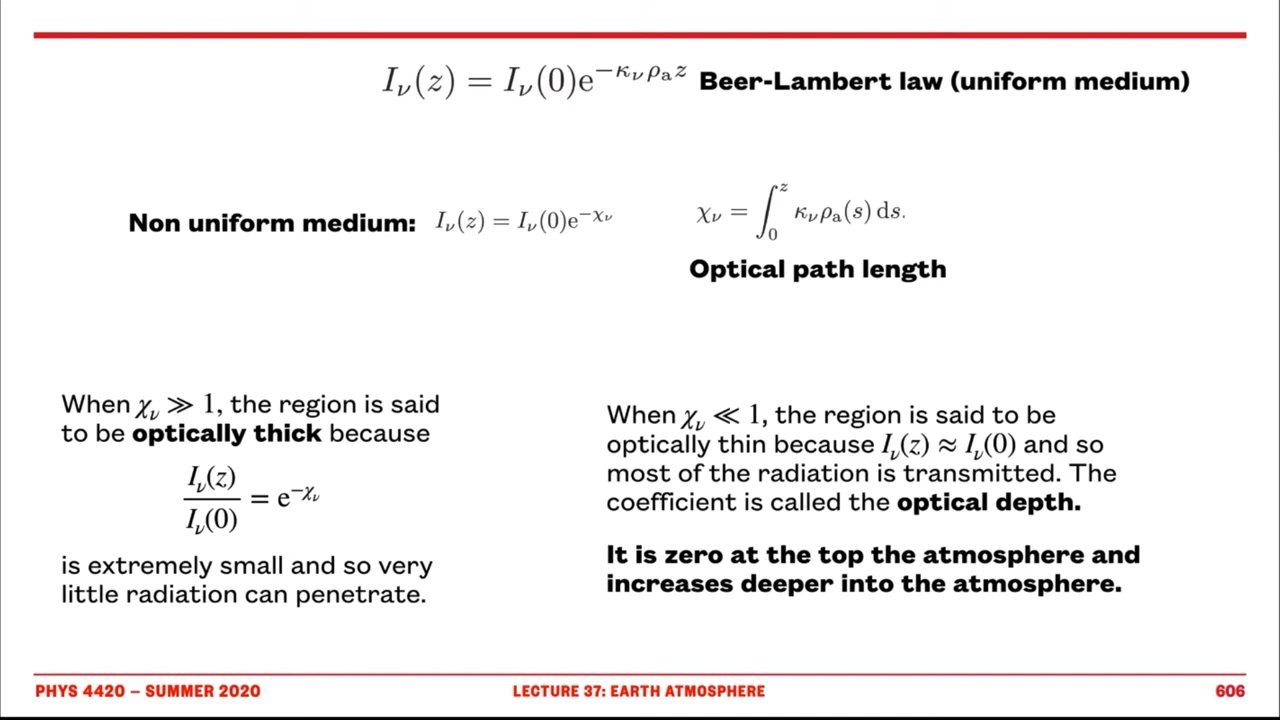 I_ν(z) = I_ν(0)e^{−κ_ν ρ_a z} Beer-Lambert law (uniform medium)
Non uniform medium: I_ν(z) = I_ν(0)e^{−χ_ν}
χ_ν = ∫_0^z κ_ν ρ_a(s) ds.
Optical path length
When χ_ν ≫ 1, the region is said
to be optically thick because
I_ν(z)/I_ν(0) = e^{−χ_ν}
is extremely small and so very
little radiation can penetrate.
When χ_ν ≪ 1, the region is said to be
optically thin because I_ν(z) ≈ I_ν(0) and so
most of the radiation is transmitted. The
coefficient is called the optical depth.
It is zero at the top the atmosphere and
increases deeper into the atmosphere.
PHYS 4420 – SUMMER 2020
LECTURE 37: EARTH ATMOSPHERE
606